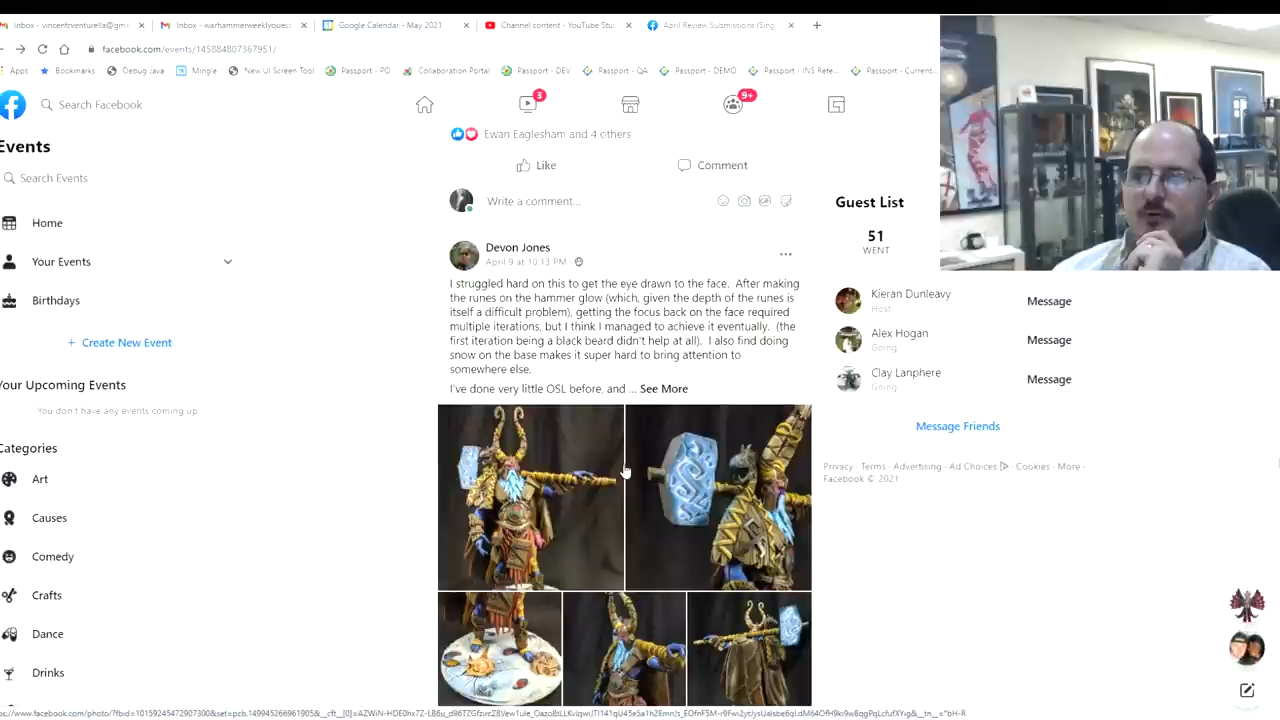 Inbox - vincentrventurella@gm
Inbox - warhammerweeklyques
Google Calendar - May 2021
Channel content - YouTube Stu
April Review Submissions (Sing
facebook.com/events/145884807367951/
Apps
Bookmarks
Debug Java
Mingle
New UI Screen Tool
Passport - PO
Collaboration Portal
Passport - DEV
Passport - QA
Passport - DEMO
Passport - INS Refe...
Passport - Current...
Search Facebook
3
9+
Events
Search Events
Home
Your Events
Birthdays
+ Create New Event
Your Upcoming Events
You don't have any events coming up.
Categories
Art
Causes
Comedy
Crafts
Dance
Drinks
Ewan Eaglesham and 4 others
Like
Comment
Write a comment...
Devon Jones
April 9 at 10:13 PM
I struggled hard on this to get the eye drawn to the face. After making
the runes on the hammer glow (which, given the depth of the runes is
itself a difficult problem), getting the focus back on the face required
multiple iterations, but I think I managed to achieve it eventually. (the
first iteration being a black beard didn't help at all). I also find doing
snow on the base makes it super hard to bring attention to
somewhere else.
I've done very little OSL before, and ... See More
Guest List
51
WENT
Kieran Dunleavy
Host
Message
Alex Hogan
Going
Message
Clay Lanphere
Going
Message
Message Friends
Privacy · Terms · Advertising · Ad Choices · Cookies · More ·
Facebook © 2021